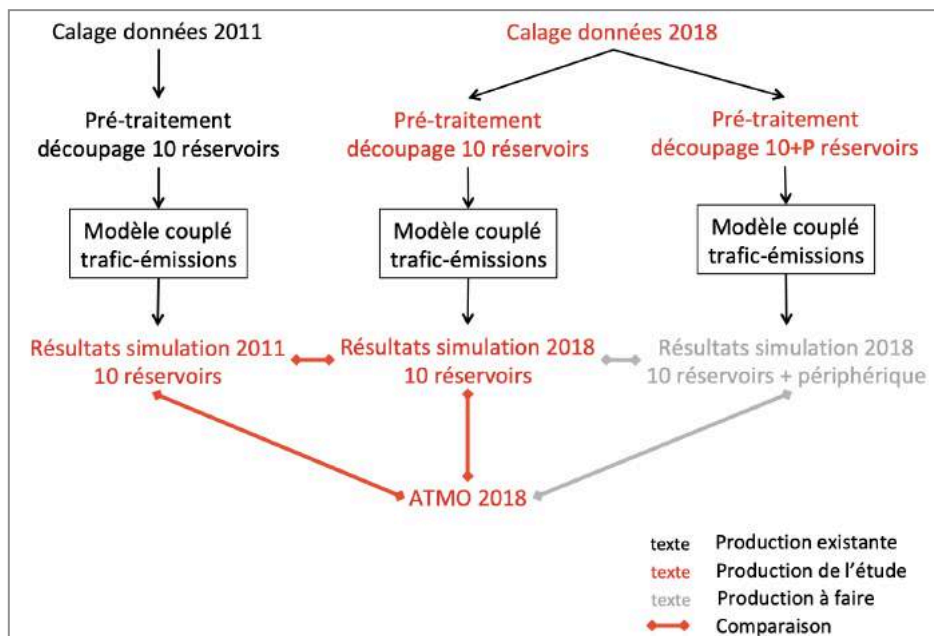 Calage données 2011
Calage données 2018
Pré-traitement
découpage 10 réservoirs
Pré-traitement
découpage 10 réservoirs
Pré-traitement
découpage 10+P réservoirs
Modèle couplé
trafic-émissions
Modèle couplé
trafic-émissions
Modèle couplé
trafic-émissions
Résultats simulation 2011
10 réservoirs
Résultats simulation 2018
10 réservoirs
Résultats simulation 2018
10 réservoirs + périphérique
ATMO 2018
texte Production existante
texte Production de l'étude
texte Production à faire
Comparaison